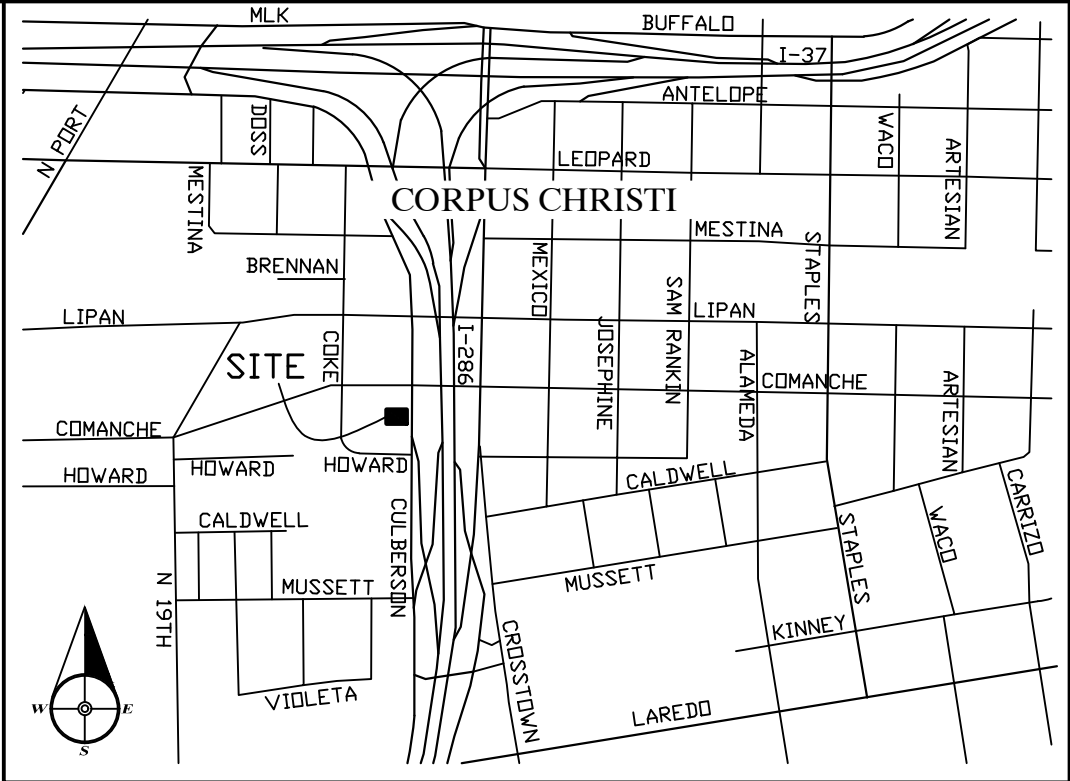 MLK
BUFFALO
I-37
ANTELOPE
N PORT
DOSS
WACO
ARTESIAN
LEOPARD
MESTINA
CORPUS CHRISTI
MESTINA
STAPLES
BRENNAN
MEXICO
SAM RANKIN
LIPAN
LIPAN
COKE
I-286
JOSEPHINE
SITE
ALAMEDA
COMANCHE
ARTESIAN
COMANCHE
HOWARD
HOWARD
HOWARD
CALDWELL
CARRIZO
CULBERSON
CALDWELL
STAPLES
WACO
N 19TH
MUSSETT
MUSSETT
CROSSTOWN
KINNEY
VIOLETA
LAREDO
W
E
S